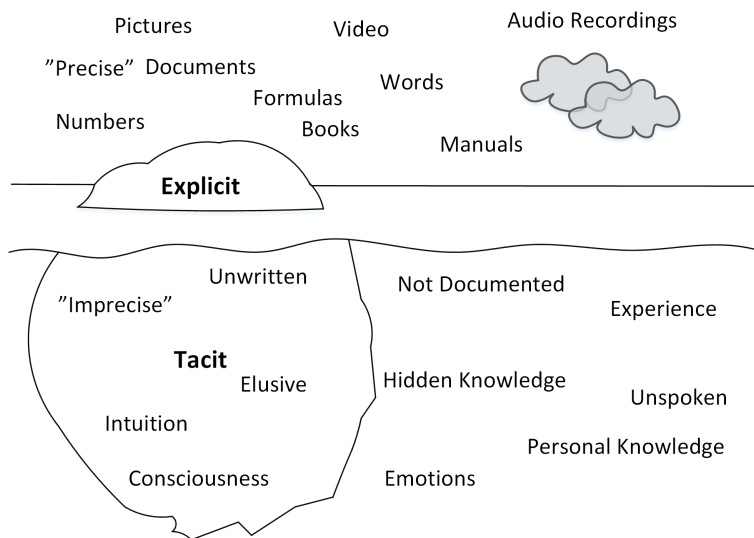 Pictures
Video
Audio Recordings
”Precise”
Documents
Words
Formulas
Numbers
Books
Manuals
Explicit
Unwritten
Not Documented
”Imprecise”
Experience
Tacit
Elusive
Hidden Knowledge
Unspoken
Intuition
Personal Knowledge
Consciousness
Emotions